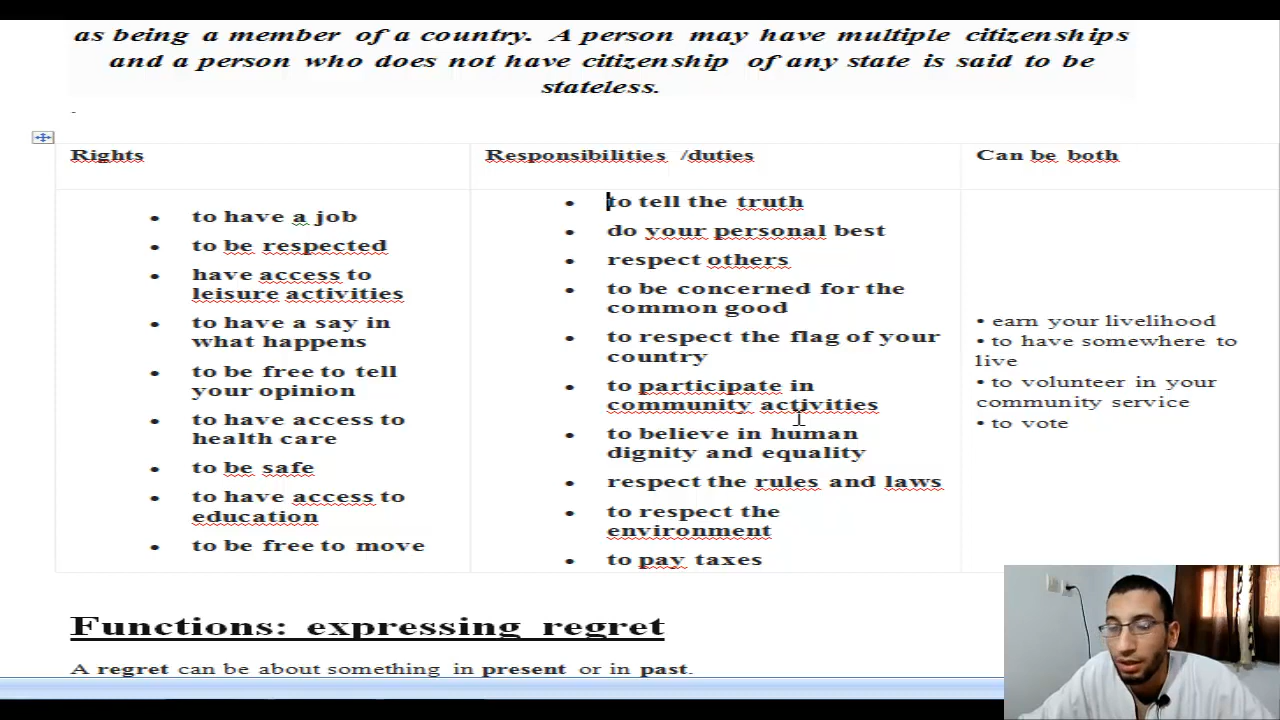 as being a member of a country. A person may have multiple citizenships
and a person who does not have citizenship of any state is said to be
stateless.
Rights
• to have a job
• to be respected
• have access to
leisure activities
• to have a say in
what happens
• to be free to tell
your opinion
• to have access to
health care
• to be safe
• to have access to
education
• to be free to move
Responsibilities /duties
• to tell the truth
• do your personal best
• respect others
• to be concerned for the
common good
• to respect the flag of your
country
• to participate in
community activities
• to believe in human
dignity and equality
• respect the rules and laws
• to respect the
environment
• to pay taxes
Can be both
• earn your livelihood
• to have somewhere to
live
• to volunteer in your
community service
• to vote
Functions: expressing regret
A regret can be about something in present or in past.